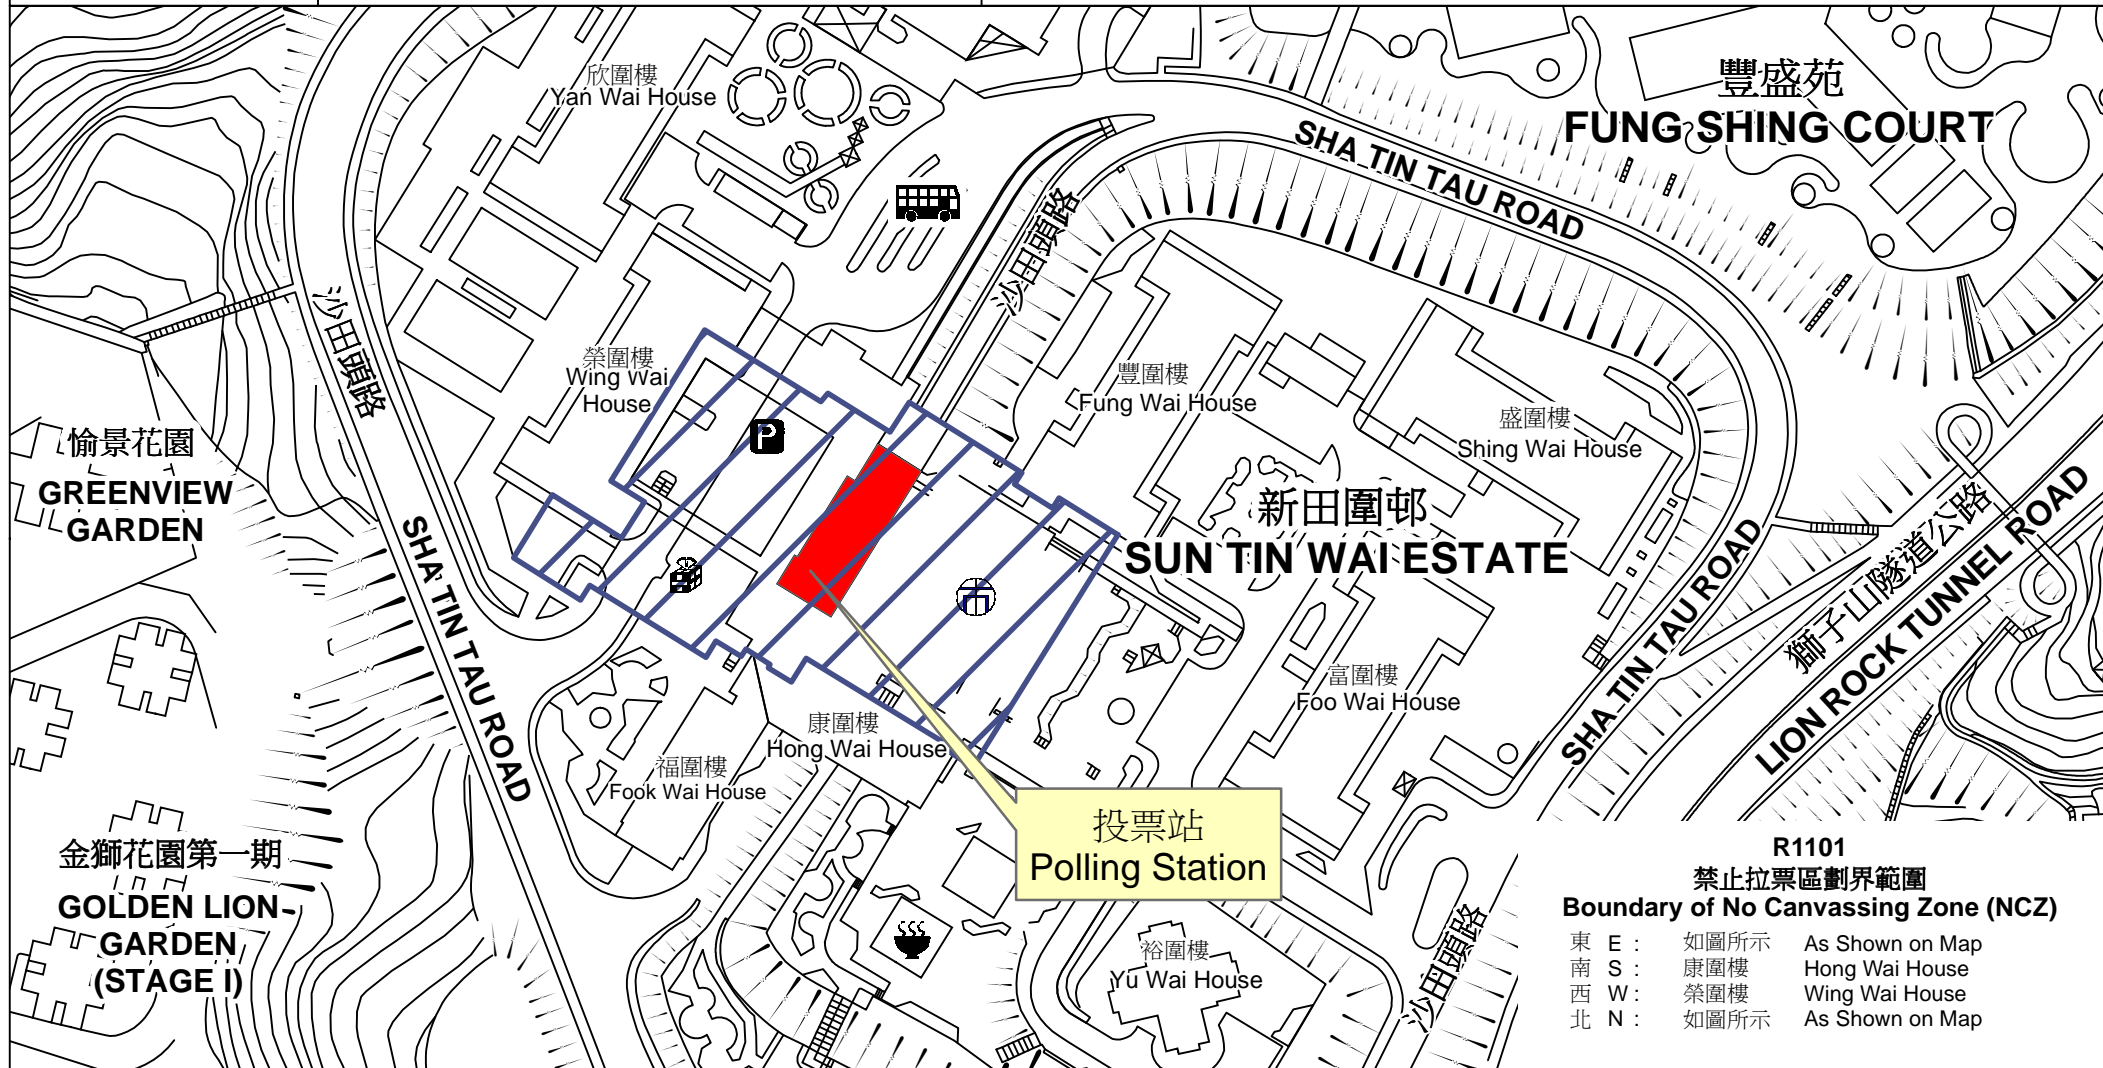 欣圍樓
Yan Wai House
豐盛苑
FUNG SHING COURT
SHA TIN TAU ROAD
沙田頭路
沙田頭路
榮圍樓
Wing Wai
House
豐圍樓
Fung Wai House
盛圍樓
Shing Wai House
愉景花園
GREENVIEW
GARDEN
P
新田圍邨
SUN TIN WAI ESTATE
市
SHA TIN TAU ROAD
SHA TIN TAU ROAD
獅子山隧道公路
LION ROCK TUNNEL ROAD
富圍樓
Foo Wai House
康圍樓
Hong Wai House
福圍樓
Fook Wai House
投票站
Polling Station
金獅花園第一期
GOLDEN LION
GARDEN
(STAGE I)
裕圍樓
Yu Wai House
沙田頭路
R1101
禁止拉票區劃界範圍
Boundary of No Canvassing Zone (NCZ)
東 E : 如圖所示 As Shown on Map
南 S : 康圍樓 Hong Wai House
西 W : 榮圍樓 Wing Wai House
北 N : 如圖所示 As Shown on Map